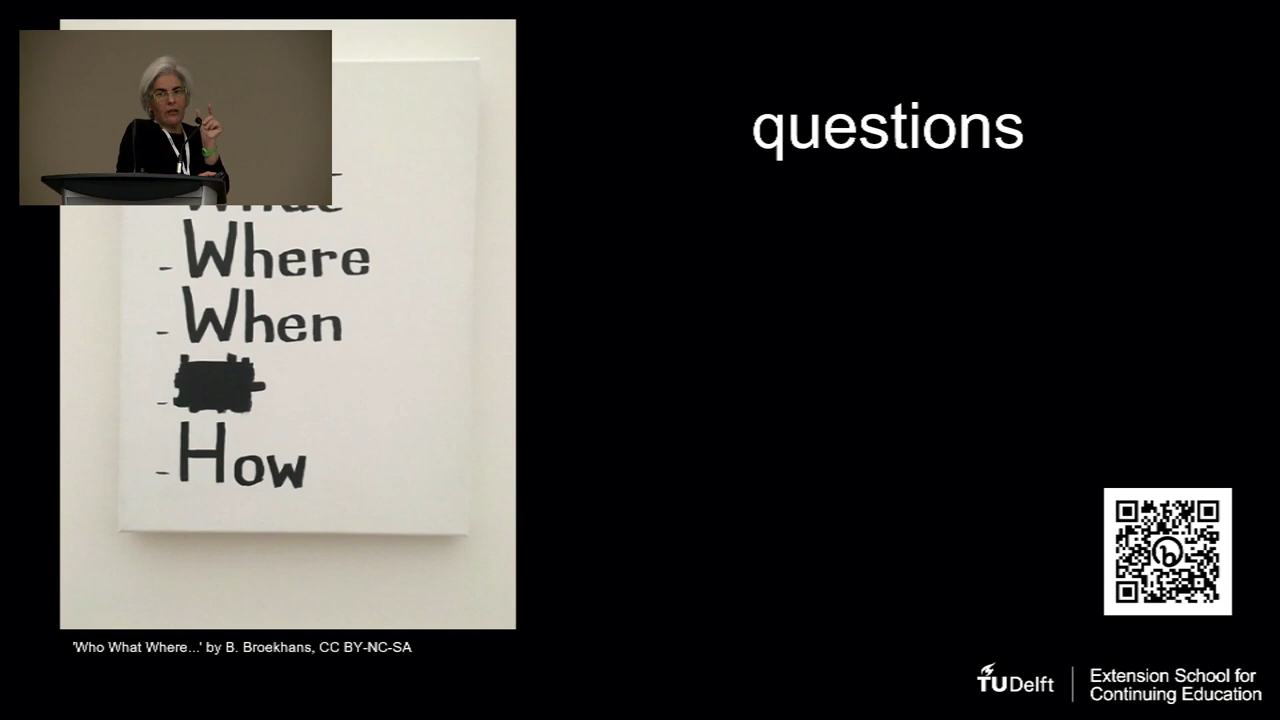 questions
What
- Where
- When
-
- How
'Who What Where...' by B. Broekhans, CC BY-NC-SA
TUDelft
Extension School for
Continuing Education